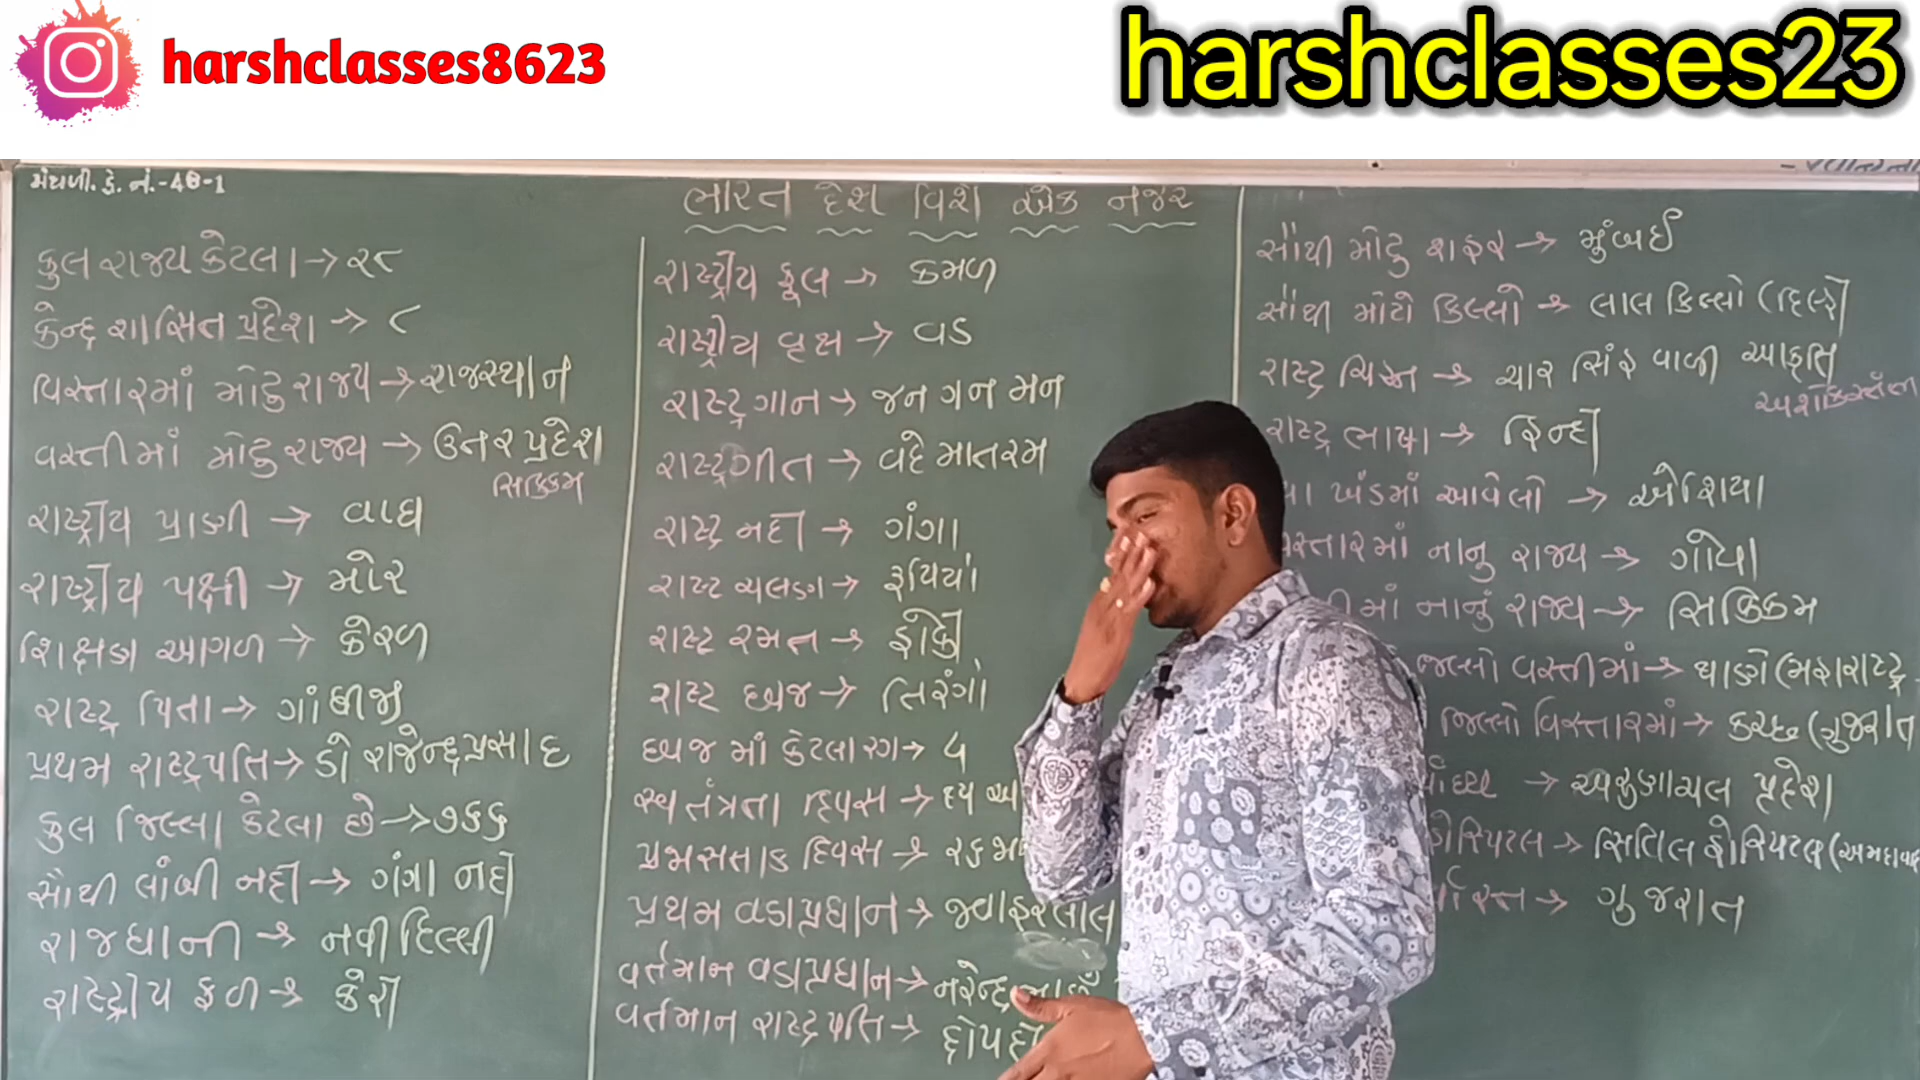 harshclasses8623
harshclasses23
ભારત દેશ વિશે એક નજર
કુલ રાજ્ય કેટલા → ૨૮
કેન્દ્ર શાસિત પ્રદેશ → ૮
વિસ્તારમાં મોટુ રાજ્ય → રાજસ્થાન
વસ્તીમાં મોટુ રાજ્ય → ઉત્તર પ્રદેશ
સિક્કિમ
રાષ્ટ્રીય પ્રાણી → વાઘ
રાષ્ટ્રીય પક્ષી → મોર
શિક્ષણ આગળ → કેરળ
રાષ્ટ્ર પિતા → ગાંધીજી
પ્રથમ રાષ્ટ્રપતિ → ડો રાજેન્દ્રપ્રસાદ
કુલ જિલ્લા કેટલા છે → ૭૬૬
સૌથી લાંબી નદી → ગંગા નદી
રાજધાની → નવી દિલ્લી
રાષ્ટ્રીય ફળ → કેરી
રાષ્ટ્રીય ફૂલ → કમળ
રાષ્ટ્રીય વૃક્ષ → વડ
રાષ્ટ્રગાન → જન ગન મન
રાષ્ટ્રગીત → વંદે માતરમ
રાષ્ટ્ર નદી → ગંગા
રાષ્ટ ચલણ → રૂપિયો
રાષ્ટ રમત → હોકી
રાષ્ટ ધ્વજ → તિરંગો
ધ્વજ માં કેટલા રંગ → ૫
સ્વતંત્રતા દિવસ → ૧૫
પ્રજાસતાક દિવસ → ૨૬
પ્રથમ વડાપ્રધાન → જવાહરલાલ
વર્તમાન વડાપ્રધાન → નરેન્દ્ર
વર્તમાન રાષ્ટ્રપતિ →
સૌથી મોટુ શહેર → મુંબઈ
સૌથી મોટો કિલ્લો → લાલ કિલ્લો (દિલ્હી
રાષ્ટ્ર ચિહ્ન → ચાર સિંહ વાળી આકૃતિ
રાષ્ટ્ર ભાષા → હિન્દી
ખંડમાં આવેલો → એશિયા
નાનુ રાજ્ય → ગોવા
નાનું રાજ્ય → સિક્કિમ
વસ્તીમાં → થાણે (મહારાષ્ટ્ર
જિલ્લો વિસ્તારમાં → કચ્છ (ગુજરાત
→ અરુણાચલ પ્રદેશ
→ સિવિલ હોસ્પિટલ
→ ગુજરાત